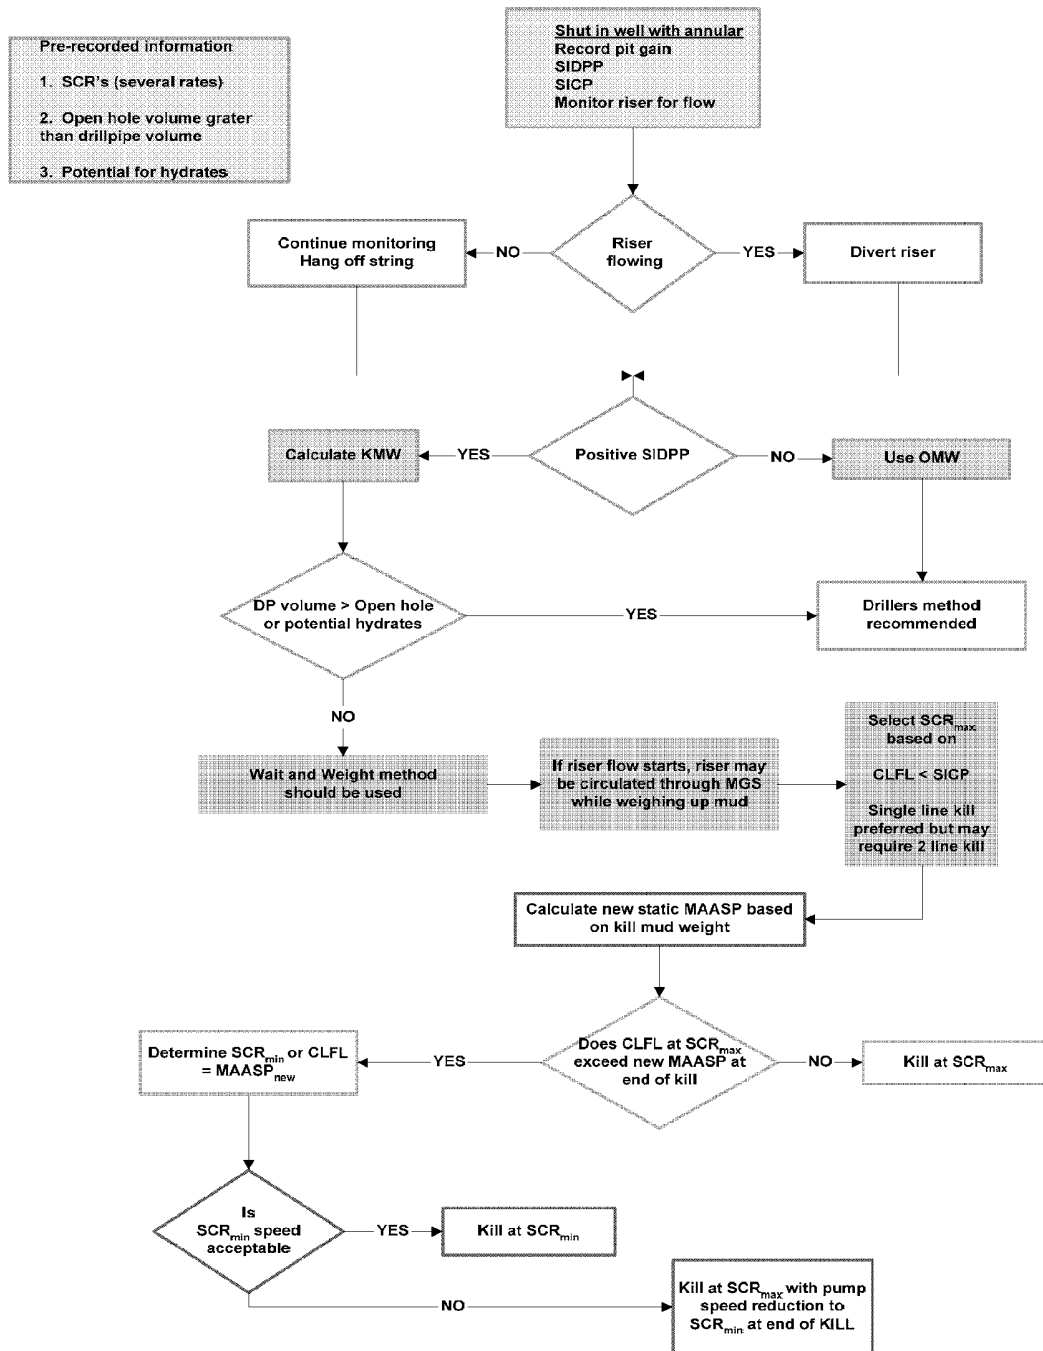 Pre-recorded information
1. SCR's (several rates)
2. Open hole volume grater
than drillpipe volume
3. Potential for hydrates
Shut in well with annular
Record pit gain
SIDPP
SICP
Monitor riser for flow
Continue monitoring
Hang off string
NO
Riser
flowing
YES
Divert riser
Calculate KMW
YES
Positive SIDPP
NO
Use OMW
DP volume > Open hole
or potential hydrates
YES
Drillers method
recommended
NO
Wait and Weight method
should be used
If riser flow starts, riser may
be circulated through MGS
while weighing up mud
Select SCRmax
based on
CLFL < SICP
Single line kill
preferred but may
require 2 line kill
Calculate new static MAASP based
on kill mud weight
Determine SCRmin or CLFL
= MAASPnew
YES
Does CLFL at SCRmax
exceed new MAASP at
end of kill
NO
Kill at SCRmax
Is
SCRmin speed
acceptable
YES
Kill at SCRmin
NO
Kill at SCRmax with pump
speed reduction to
SCRmin at end of KILL